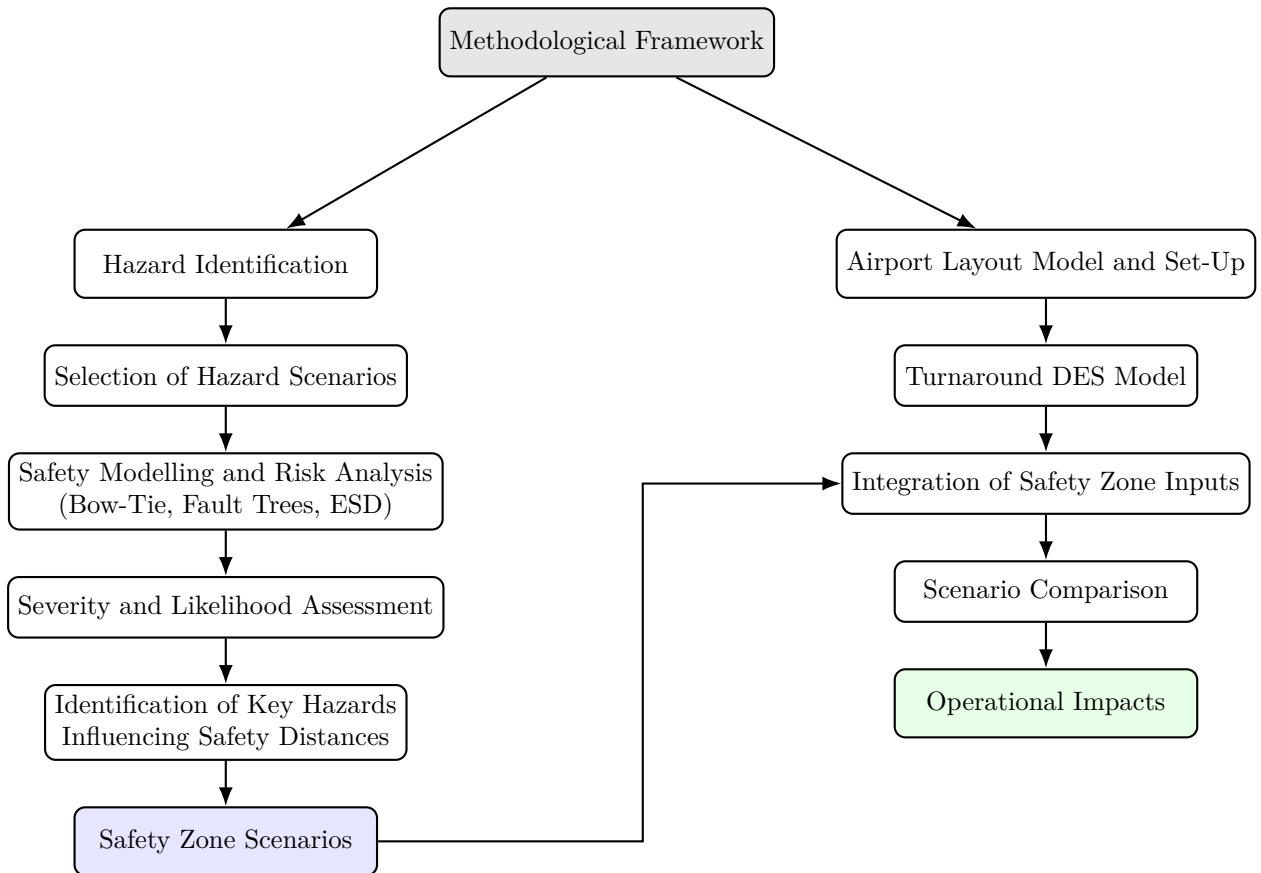 Methodological Framework
Hazard Identification
Selection of Hazard Scenarios
Safety Modelling and Risk Analysis
(Bow-Tie, Fault Trees, ESD)
Severity and Likelihood Assessment
Identification of Key Hazards
Influencing Safety Distances
Safety Zone Scenarios
Airport Layout Model and Set-Up
Turnaround DES Model
Integration of Safety Zone Inputs
Scenario Comparison
Operational Impacts